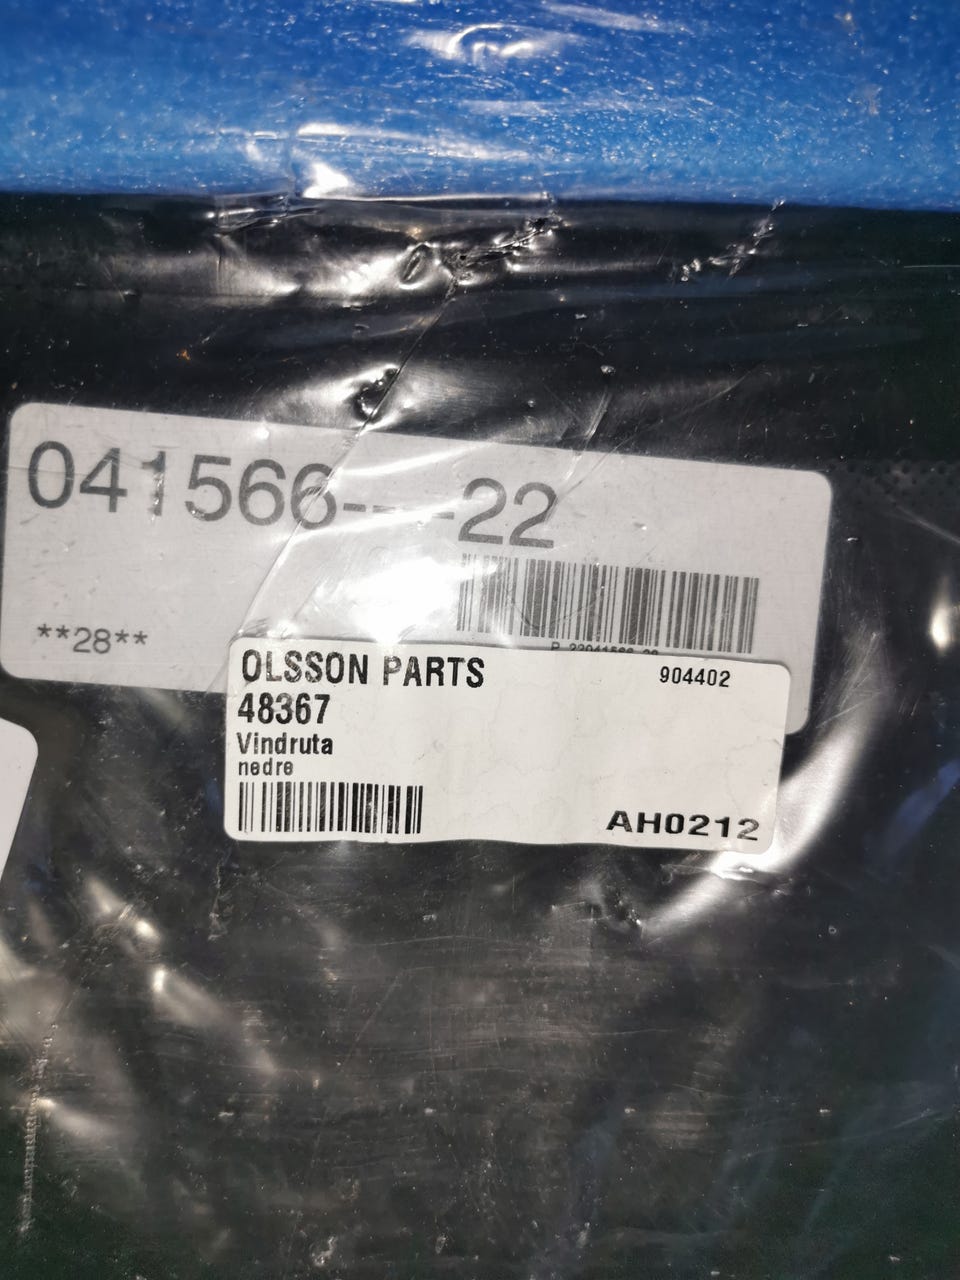 041566----22
**28**
OLSSON PARTS 904402
48367
Vindruta
nedre
AH0212